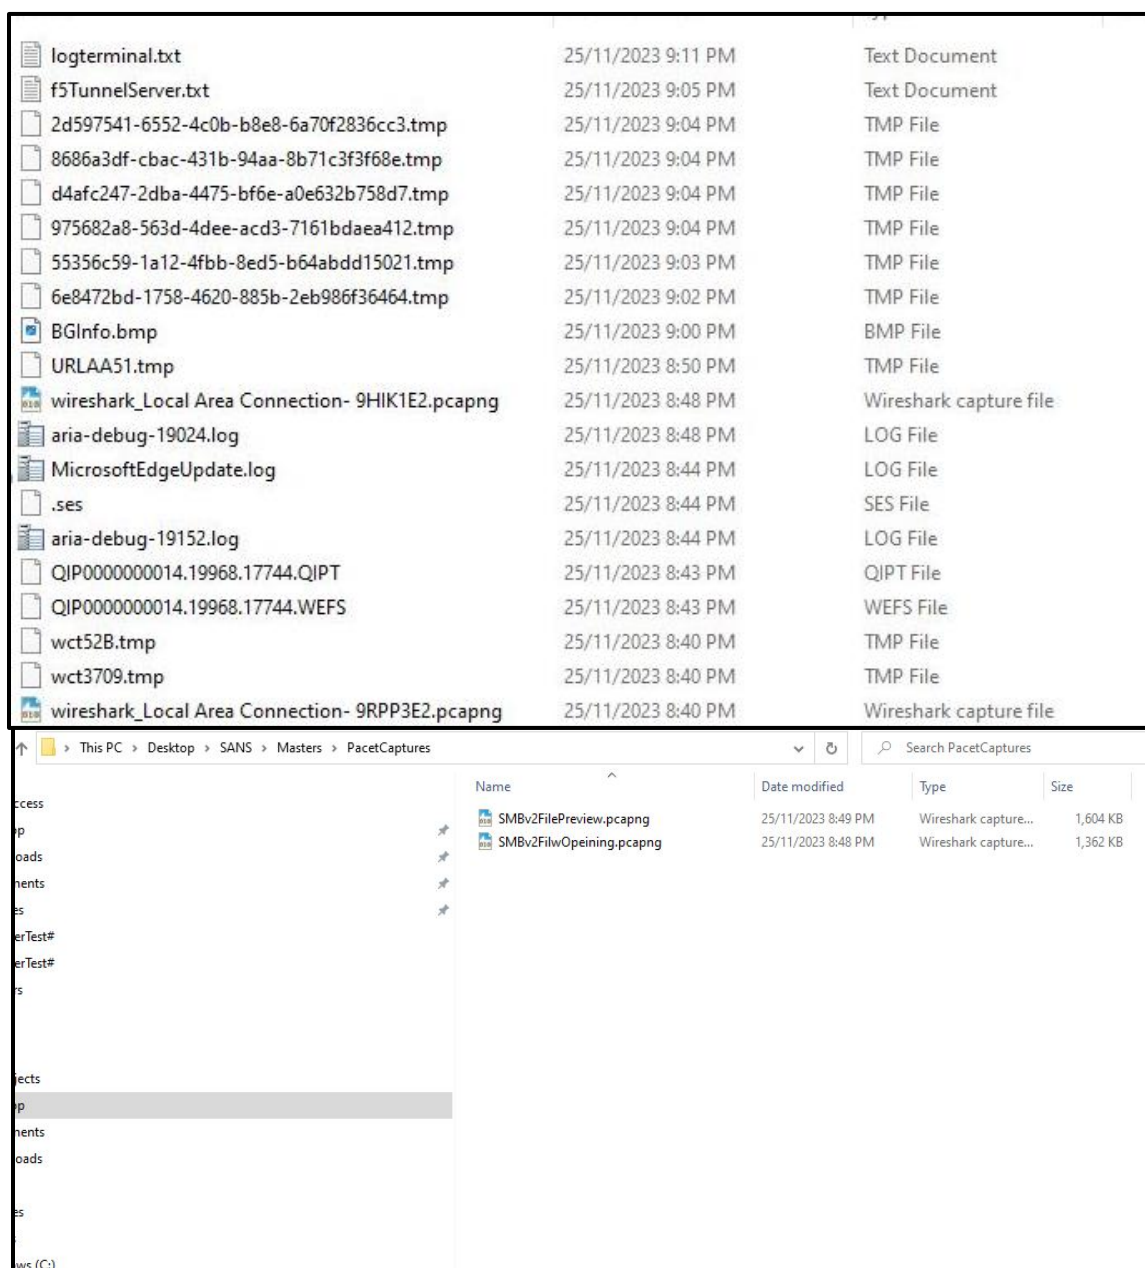 logterminal.txt 25/11/2023 9:11 PM Text Document
f5TunnelServer.txt 25/11/2023 9:05 PM Text Document
2d597541-6552-4c0b-b8e8-6a70f2836cc3.tmp 25/11/2023 9:04 PM TMP File
8686a3df-cbac-431b-94aa-8b71c3f3f68e.tmp 25/11/2023 9:04 PM TMP File
d4afc247-2dba-4475-bf6e-a0e632b758d7.tmp 25/11/2023 9:04 PM TMP File
975682a8-563d-4dee-acd3-7161bdaea412.tmp 25/11/2023 9:04 PM TMP File
55356c59-1a12-4fbb-8ed5-b64abdd15021.tmp 25/11/2023 9:03 PM TMP File
6e8472bd-1758-4620-885b-2eb986f36464.tmp 25/11/2023 9:02 PM TMP File
BGInfo.bmp 25/11/2023 9:00 PM BMP File
URLAA51.tmp 25/11/2023 8:50 PM TMP File
wireshark_Local Area Connection- 9HIK1E2.pcapng 25/11/2023 8:48 PM Wireshark capture file
aria-debug-19024.log 25/11/2023 8:48 PM LOG File
MicrosoftEdgeUpdate.log 25/11/2023 8:44 PM LOG File
.ses 25/11/2023 8:44 PM SES File
aria-debug-19152.log 25/11/2023 8:44 PM LOG File
QIP0000000014.19968.17744.QIPT 25/11/2023 8:43 PM QIPT File
QIP0000000014.19968.17744.WEFS 25/11/2023 8:43 PM WEFS File
wct52B.tmp 25/11/2023 8:40 PM TMP File
wct3709.tmp 25/11/2023 8:40 PM TMP File
wireshark_Local Area Connection- 9RPP3E2.pcapng 25/11/2023 8:40 PM Wireshark capture file
This PC > Desktop > SANS > Masters > PacetCaptures Search PacetCaptures
Name Date modified Type Size
ccess
SMBv2FilePreview.pcapng 25/11/2023 8:49 PM Wireshark capture... 1,604 KB
op
SMBv2FilwOpeining.pcapng 25/11/2023 8:48 PM Wireshark capture... 1,362 KB
oads
nents
es
erTest#
erTest#
rs
jects
op
nents
oads
es
ws (C:)